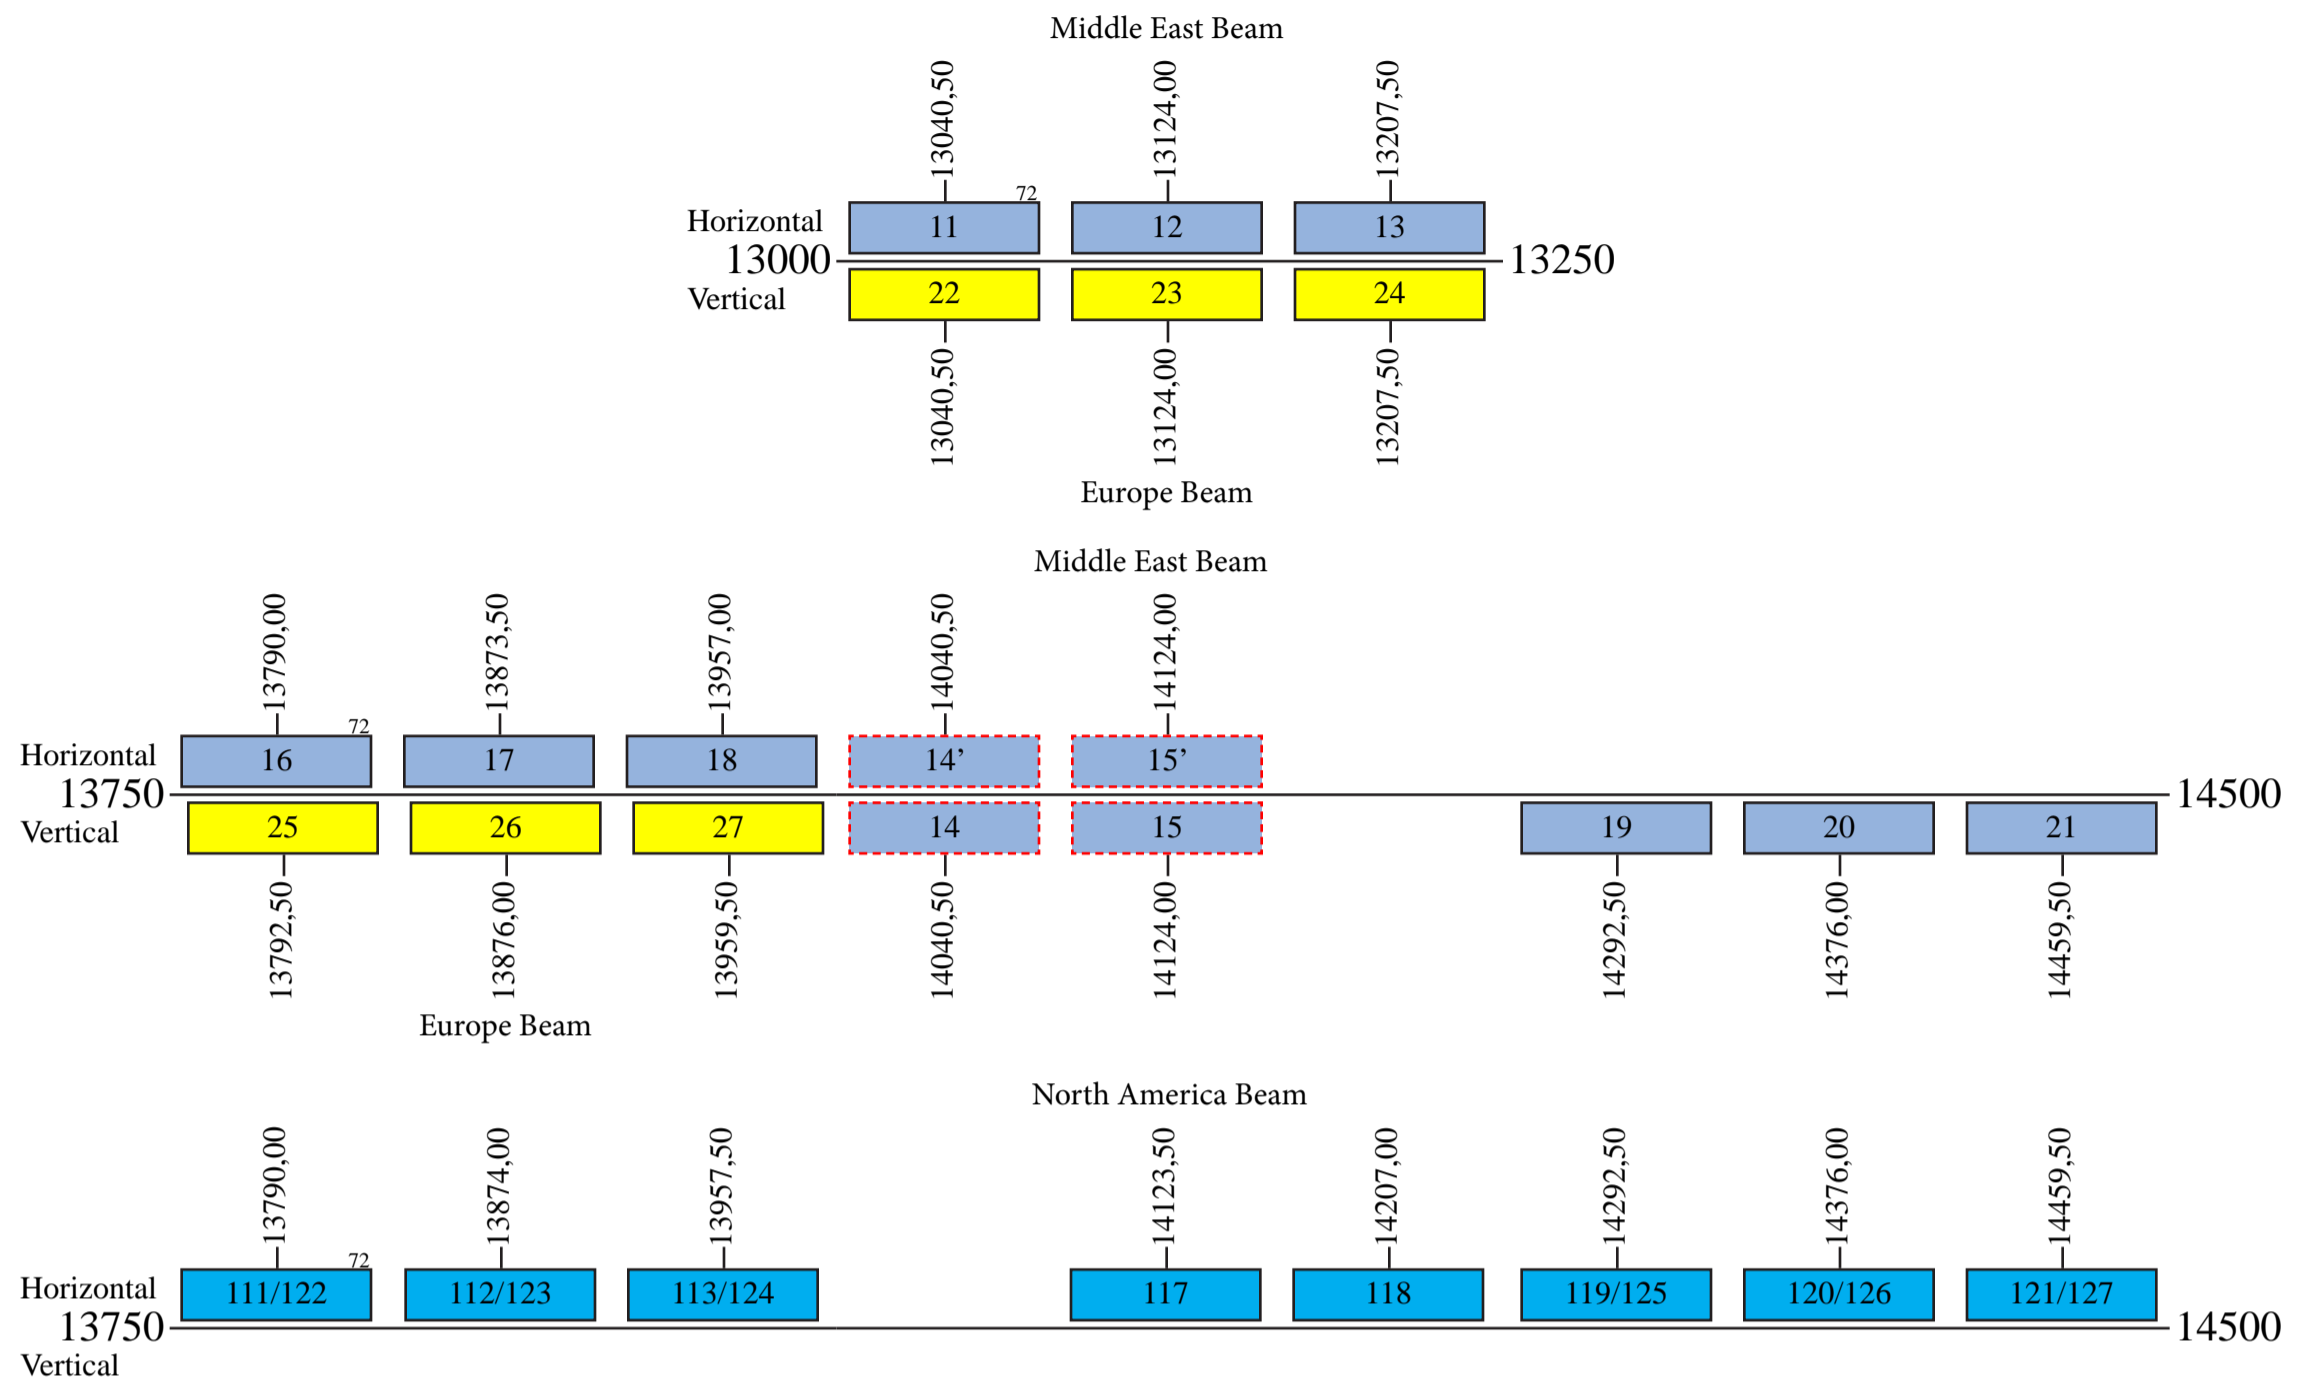 Middle East Beam
13040,50 13124,00 13207,50
72
Horizontal 11 12 13
13000 13250
Vertical 22 23 24
13040,50 13124,00 13207,50
Europe Beam
Middle East Beam
13790,00 13873,50 13957,00 14040,50 14124,00
72
Horizontal 16 17 18 14’ 15’
13750 14500
Vertical 25 26 27 14 15 19 20 21
13792,50 13876,00 13959,50 14040,50 14124,00 14292,50 14376,00 14459,50
Europe Beam
North America Beam
13790,00 13874,00 13957,50 14123,50 14207,00 14292,50 14376,00 14459,50
72
Horizontal 111/122 112/123 113/124 117 118 119/125 120/126 121/127
13750 14500
Vertical